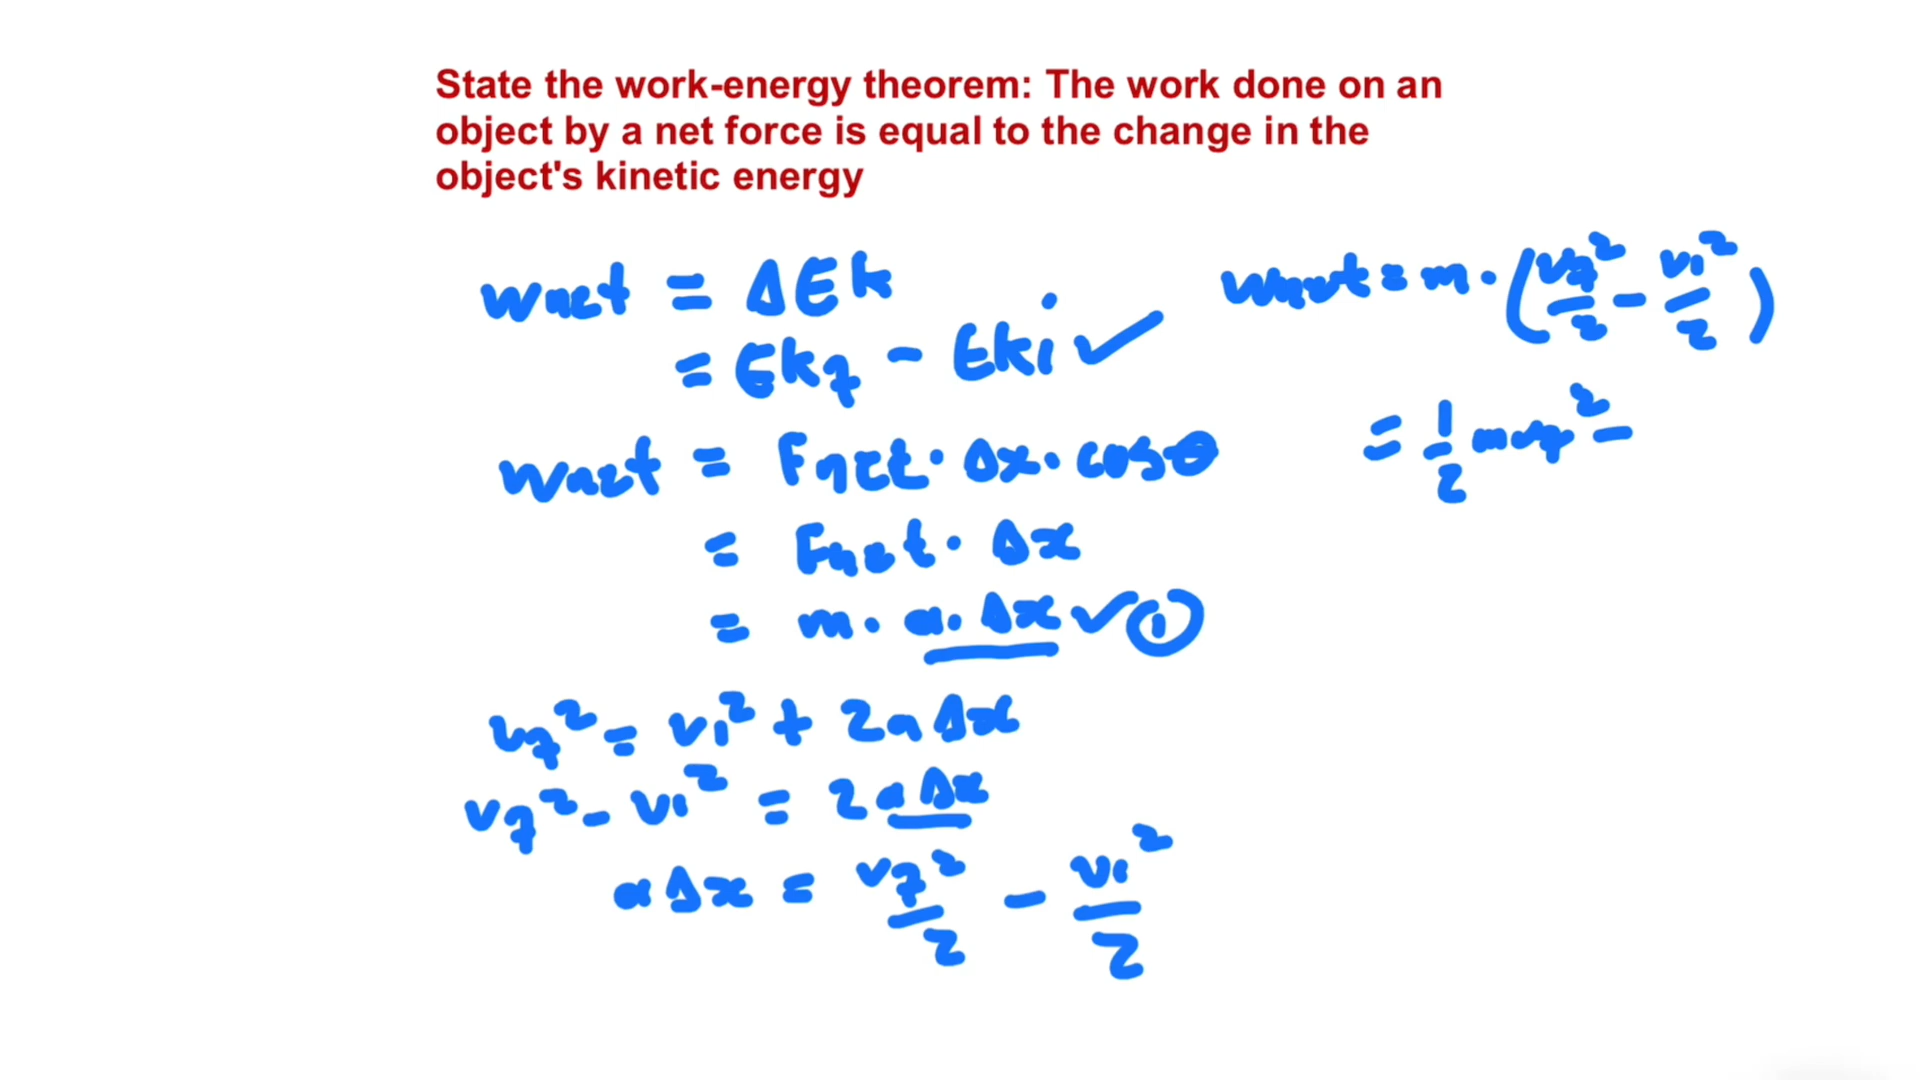 State the work-energy theorem: The work done on an
object by a net force is equal to the change in the
object's kinetic energy
Wnet = ΔEk
= Ekf - Eki ✓
Wnet = Fnet · Δx · cosθ
= Fnet · Δx
= m · a · Δx ✓ ①
vf² = vi² + 2aΔx
vf² - vi² = 2aΔx
aΔx = vf²/2 - vi²/2
Wnet = m · (vf²/2 - vi²/2)
= 1/2 mvf² -